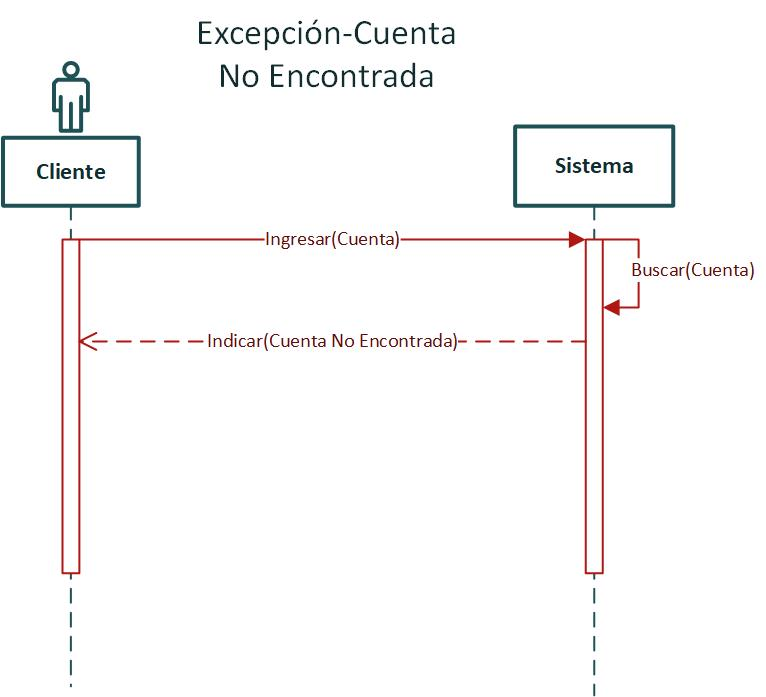 Excepción-Cuenta
No Encontrada
Cliente
Sistema
Ingresar(Cuenta)
Buscar(Cuenta)
Indicar(Cuenta No Encontrada)